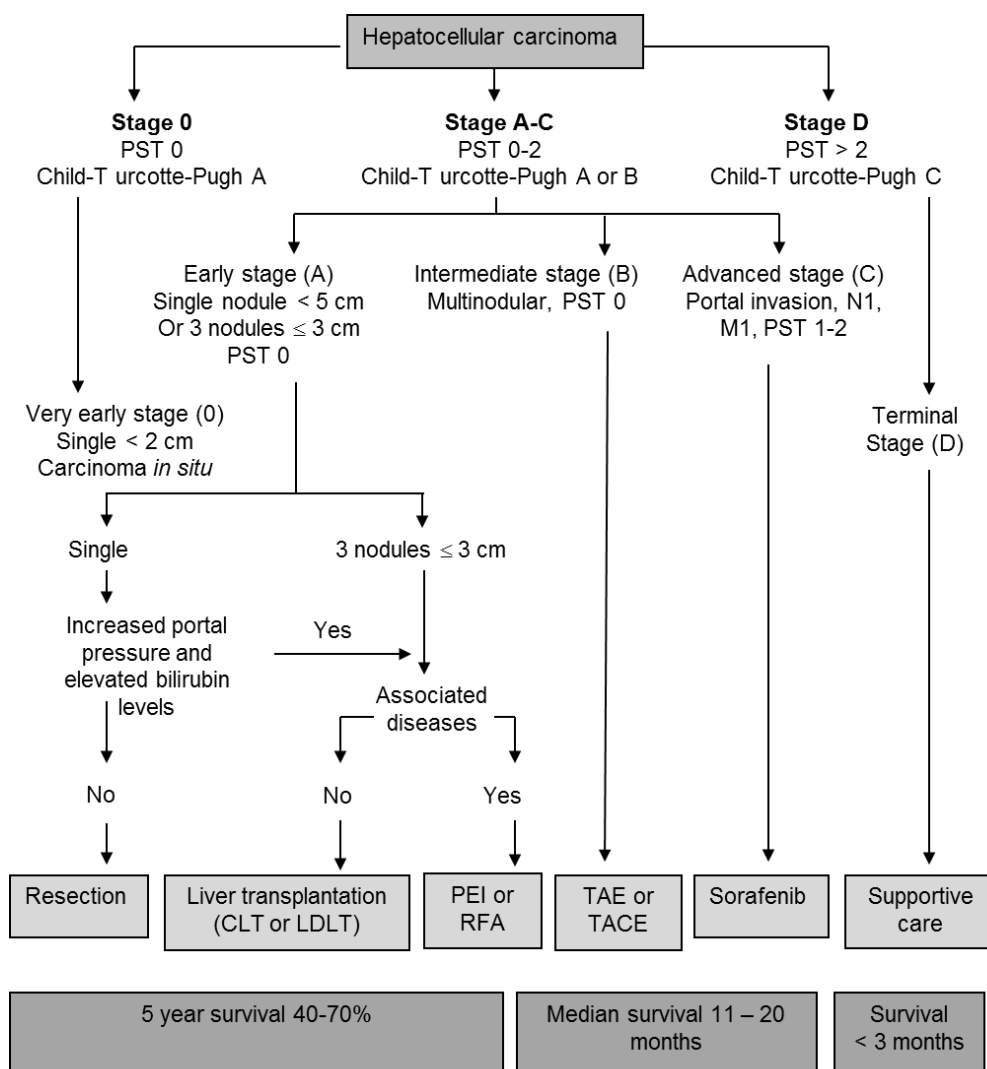 Hepatocellular carcinoma
Stage 0
PST 0
Child-T urcotte-Pugh A
Stage A-C
PST 0-2
Child-T urcotte-Pugh A or B
Stage D
PST > 2
Child-T urcotte-Pugh C
Early stage (A)
Single nodule < 5 cm
Or 3 nodules ≤ 3 cm
PST 0
Intermediate stage (B)
Multinodular, PST 0
Advanced stage (C)
Portal invasion, N1,
M1, PST 1-2
Very early stage (0)
Single < 2 cm
Carcinoma in situ
Terminal
Stage (D)
Single
3 nodules ≤ 3 cm
Increased portal
pressure and
elevated bilirubin
levels
Yes
Associated
diseases
No
No
Yes
Resection
Liver transplantation
(CLT or LDLT)
PEI or
RFA
TAE or
TACE
Sorafenib
Supportive
care
5 year survival 40-70%
Median survival 11 – 20
months
Survival
< 3 months